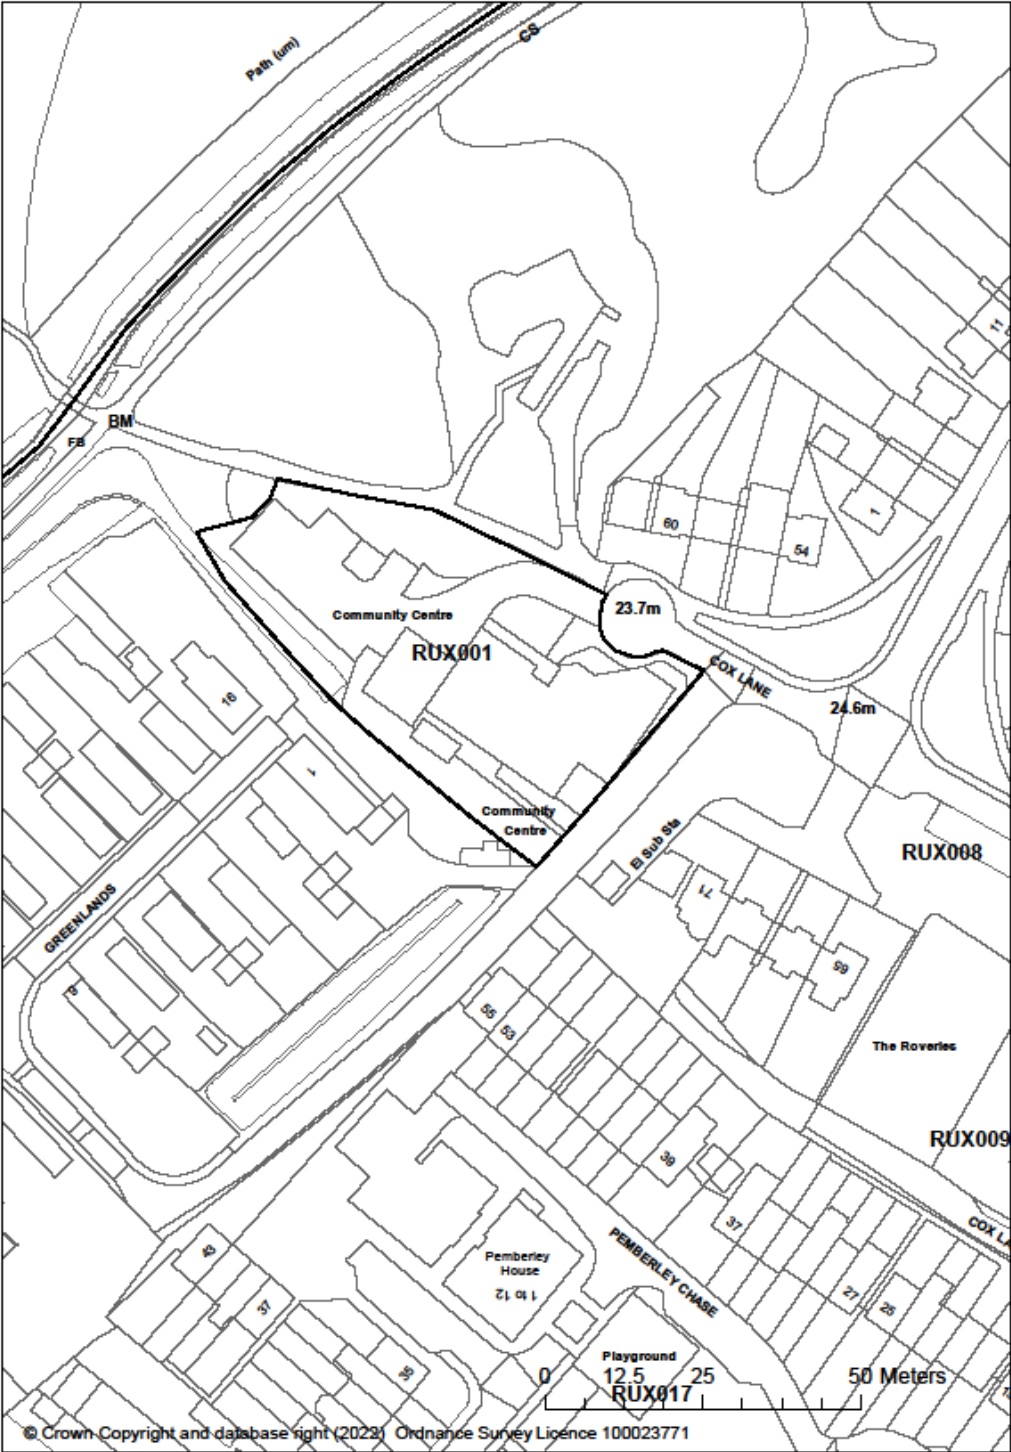 CS
Path (um)
11
BM
FB
60
1
54
23.7m
Community Centre
RUX001
COX LANE
16
24.6m
1
Community
Centre
El Sub Sta
RUX008
71
GREENLANDS
65
55
53
The Roveries
RUX009
39
37
COX LA
PEMBERLEY CHASE
43
Pemberley
House
1 to 12
27
25
37
Playground
35
0 12.5 25 50 Meters
RUX017
© Crown Copyright and database right (2022) Ordnance Survey Licence 100023771